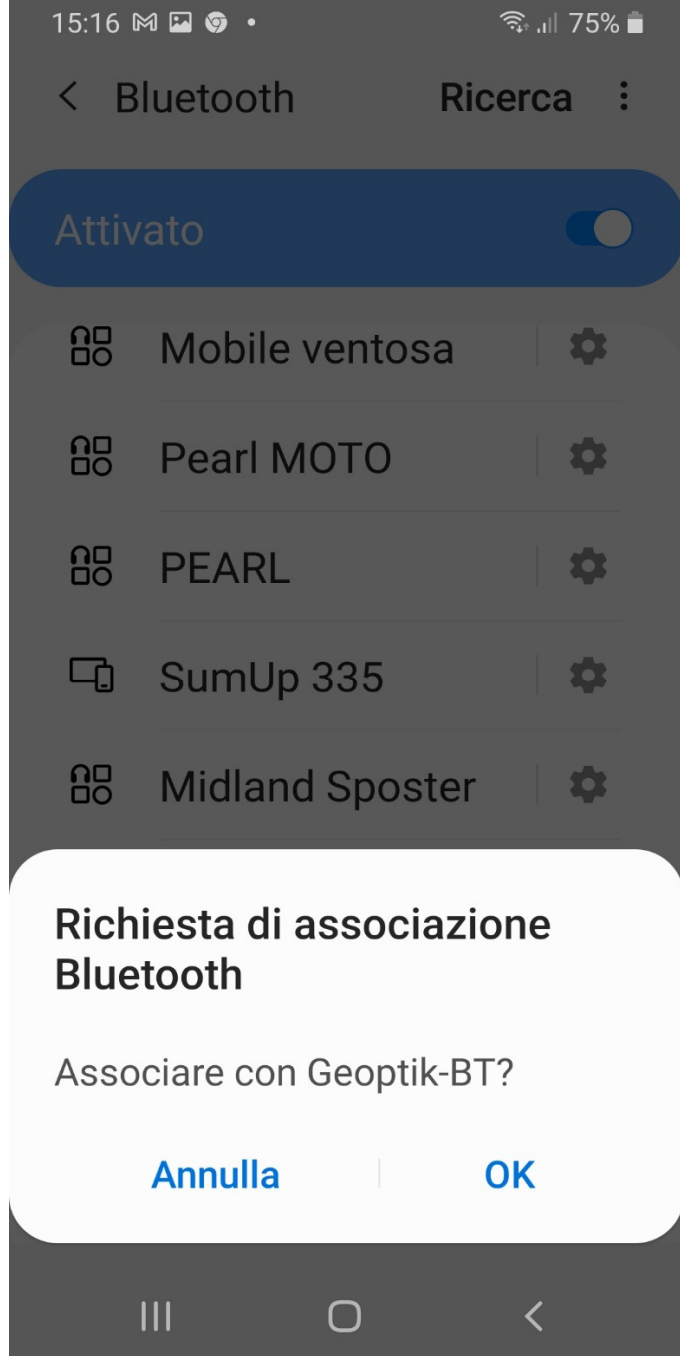 15:16 75%
Bluetooth Ricerca
Attivato
Mobile ventosa
Pearl MOTO
PEARL
SumUp 335
Midland Sposter
Richiesta di associazione
Bluetooth
Associare con Geoptik-BT?
Annulla OK